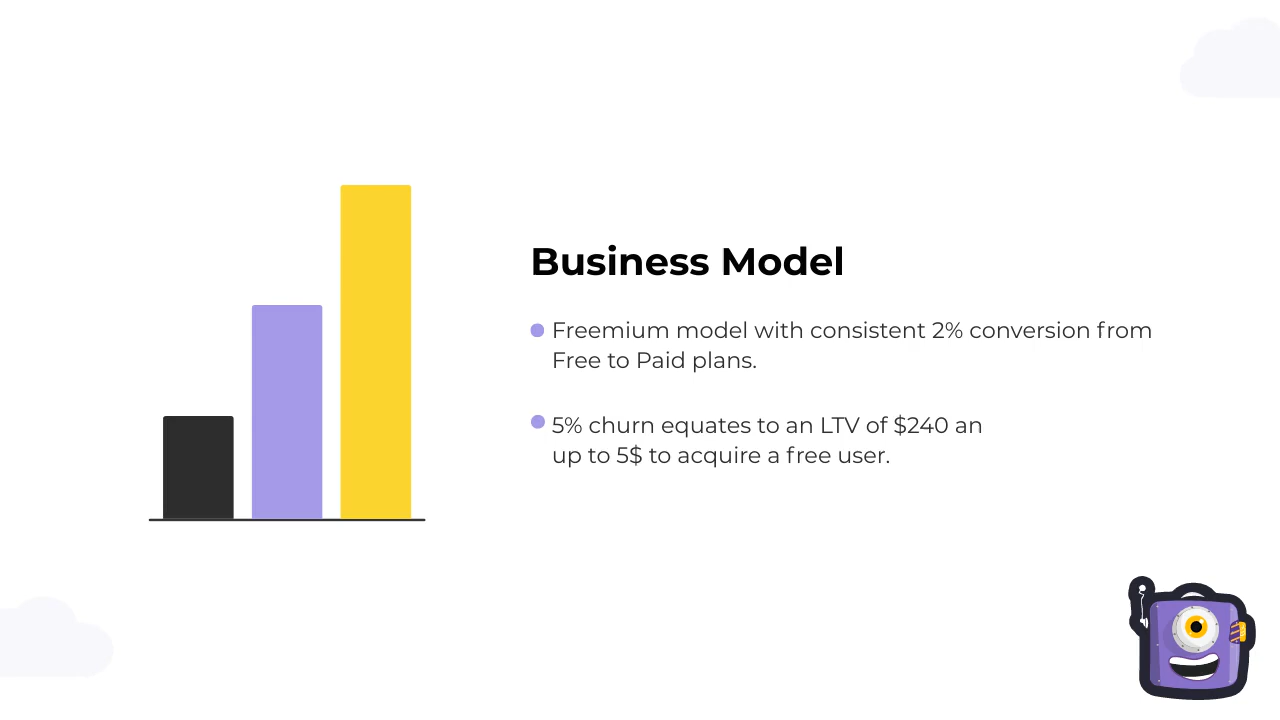 Business Model
Freemium model with consistent 2% conversion from
Free to Paid plans.
5% churn equates to an LTV of $240 an
up to 5$ to acquire a free user.